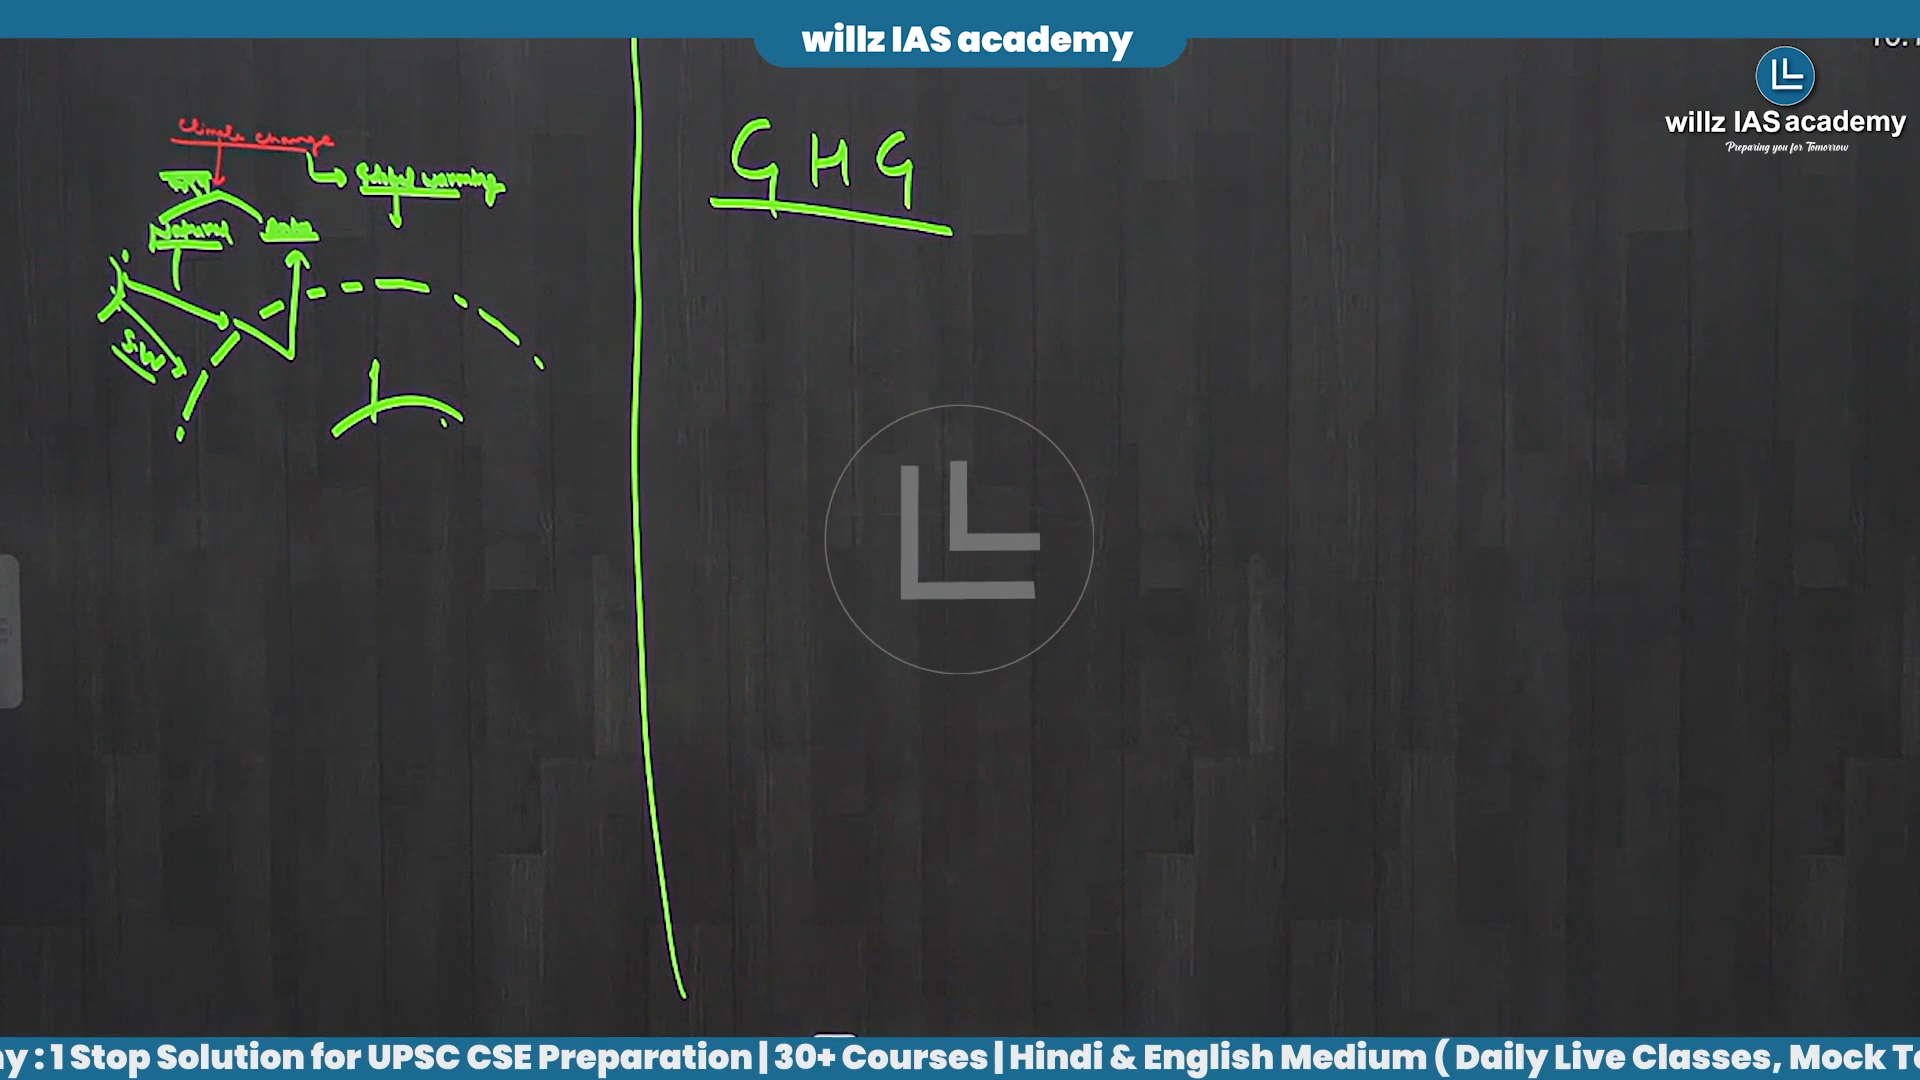 willz IAS academy
willz IAS academy
Preparing you for Tomorrow
Climate change
Global warming
Natural
GHG
: 1 Stop Solution for UPSC CSE Preparation | 30+ Courses | Hindi & English Medium ( Daily Live Classes, Mock